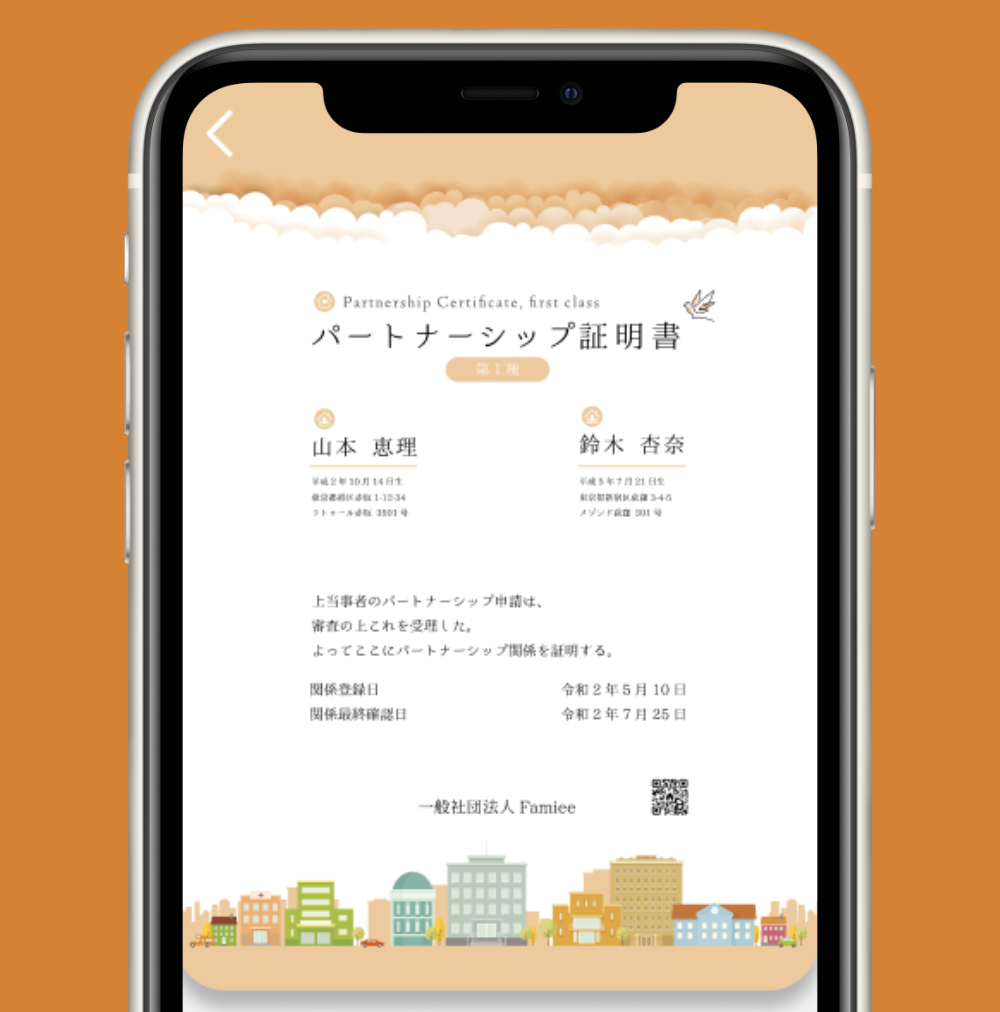 Partnership Certificate, first class
パートナーシップ証明書
第1種
山本 恵理
平成2年10月14日生
東京都港区赤坂 1-12-34
ラトゥール赤坂 3501号
鈴木 杏奈
平成5年7月21日生
東京都新宿区 3-4-5
メゾンド 301号
上当事者のパートナーシップ申請は、
審査の上これを受理した。
よってここにパートナーシップ関係を証明する。
関係登録日 令和2年5月10日
関係最終確認日 令和2年7月25日
一般社団法人 Famiee